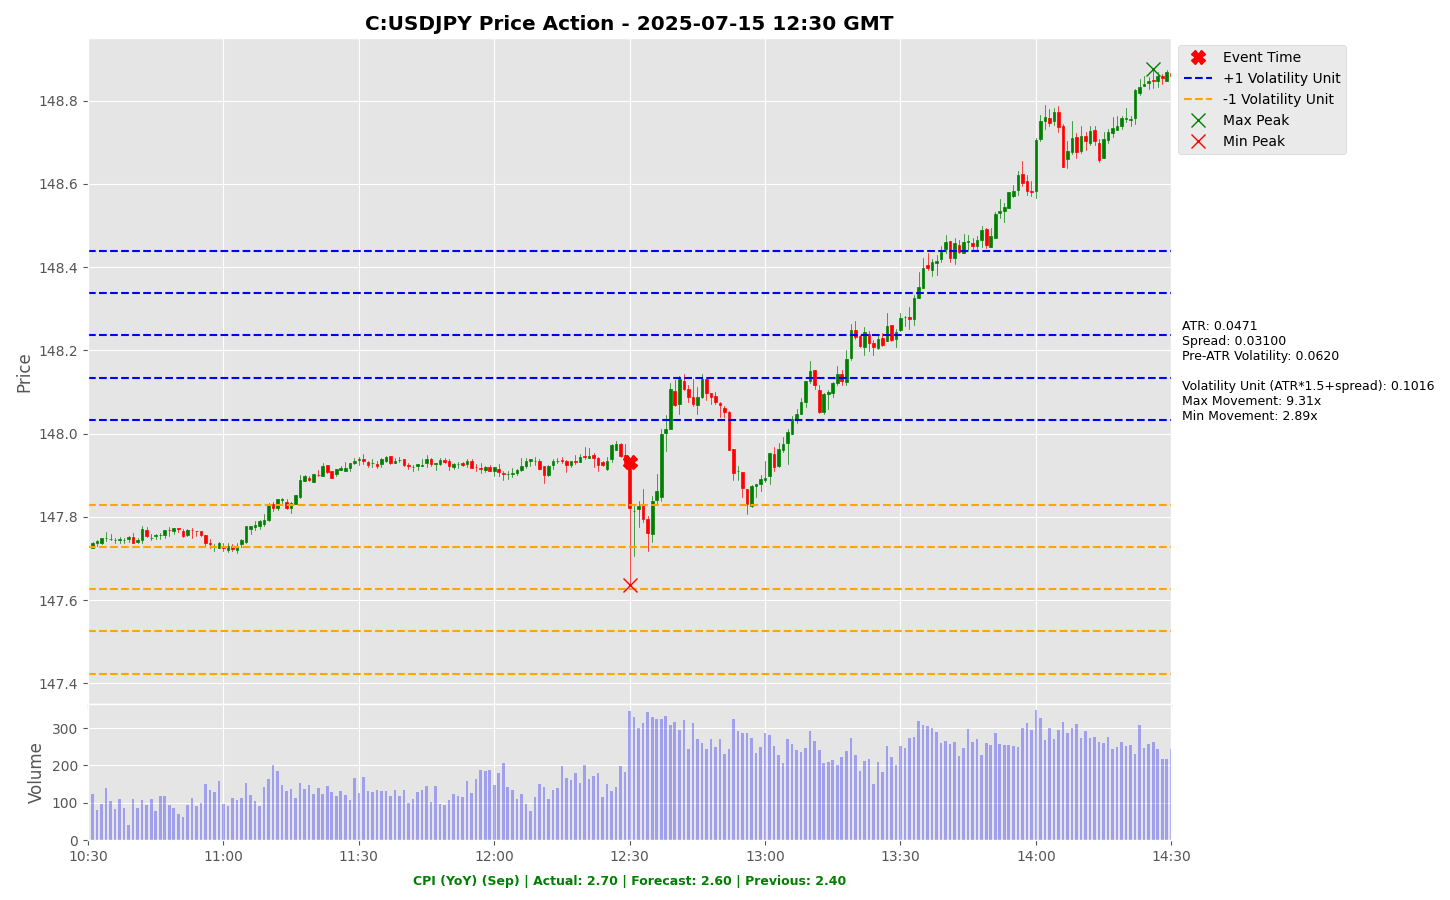 C:USDJPY Price Action - 2025-07-15 12:30 GMT
Event Time
+1 Volatility Unit
-1 Volatility Unit
Max Peak
Min Peak
Price
148.8
148.6
148.4
148.2
148.0
147.8
147.6
147.4
ATR: 0.0471
Spread: 0.03100
Pre-ATR Volatility: 0.0620
Volatility Unit (ATR*1.5+spread): 0.1016
Max Movement: 9.31x
Min Movement: 2.89x
Volume
300
200
100
0
10:30 11:00 11:30 12:00 12:30 13:00 13:30 14:00 14:30
CPI (YoY) (Sep) | Actual: 2.70 | Forecast: 2.60 | Previous: 2.40